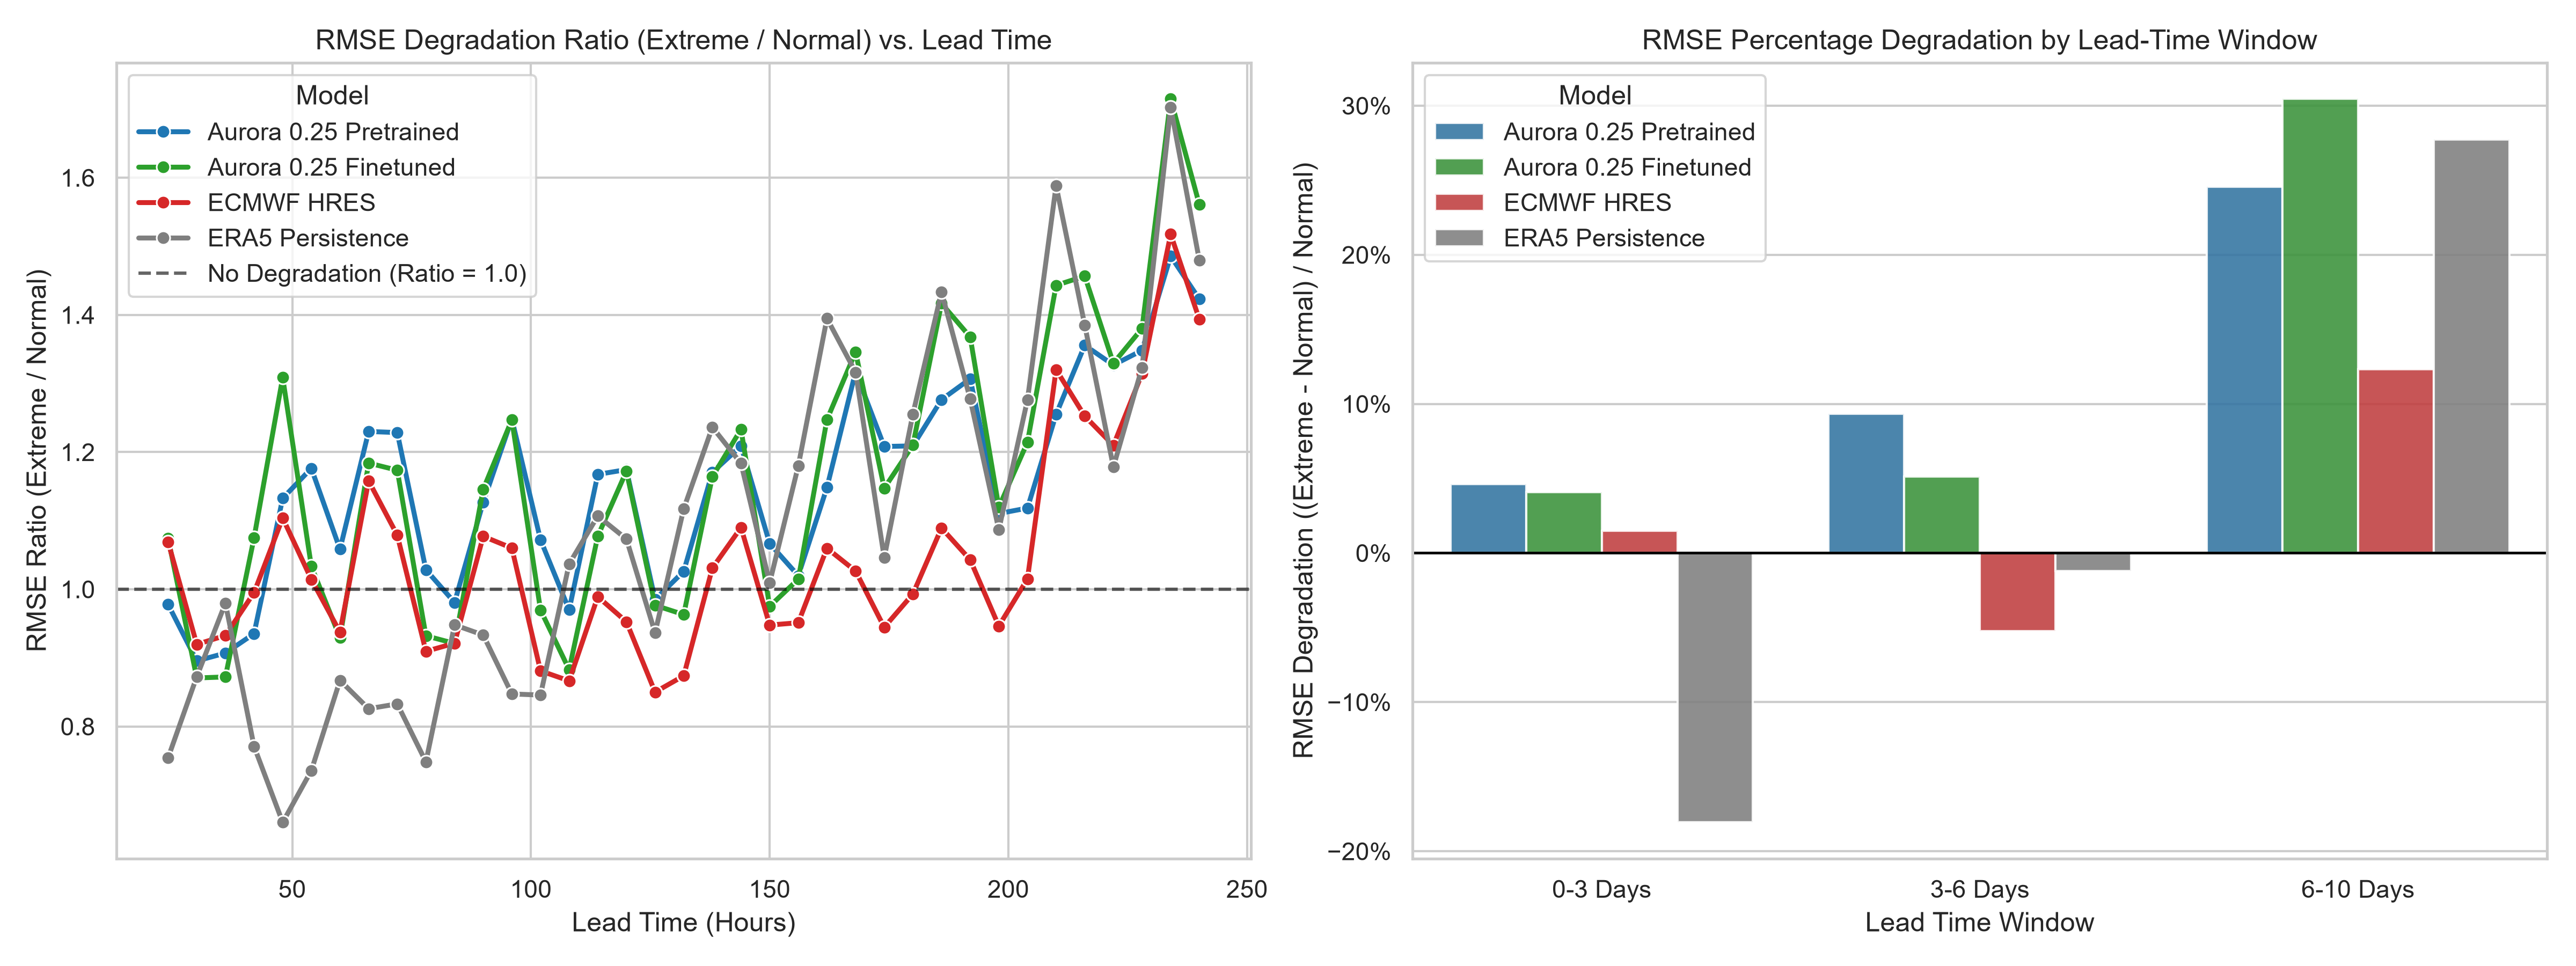 RMSE Degradation Ratio (Extreme / Normal) vs. Lead Time
RMSE Ratio (Extreme / Normal)
1.6
1.4
1.2
1.0
0.8
Model
Aurora 0.25 Pretrained
Aurora 0.25 Finetuned
ECMWF HRES
ERA5 Persistence
No Degradation (Ratio = 1.0)
50
100
150
200
250
Lead Time (Hours)
RMSE Percentage Degradation by Lead-Time Window
RMSE Degradation ((Extreme - Normal) / Normal)
30%
20%
10%
0%
−10%
−20%
Model
Aurora 0.25 Pretrained
Aurora 0.25 Finetuned
ECMWF HRES
ERA5 Persistence
0-3 Days
3-6 Days
6-10 Days
Lead Time Window